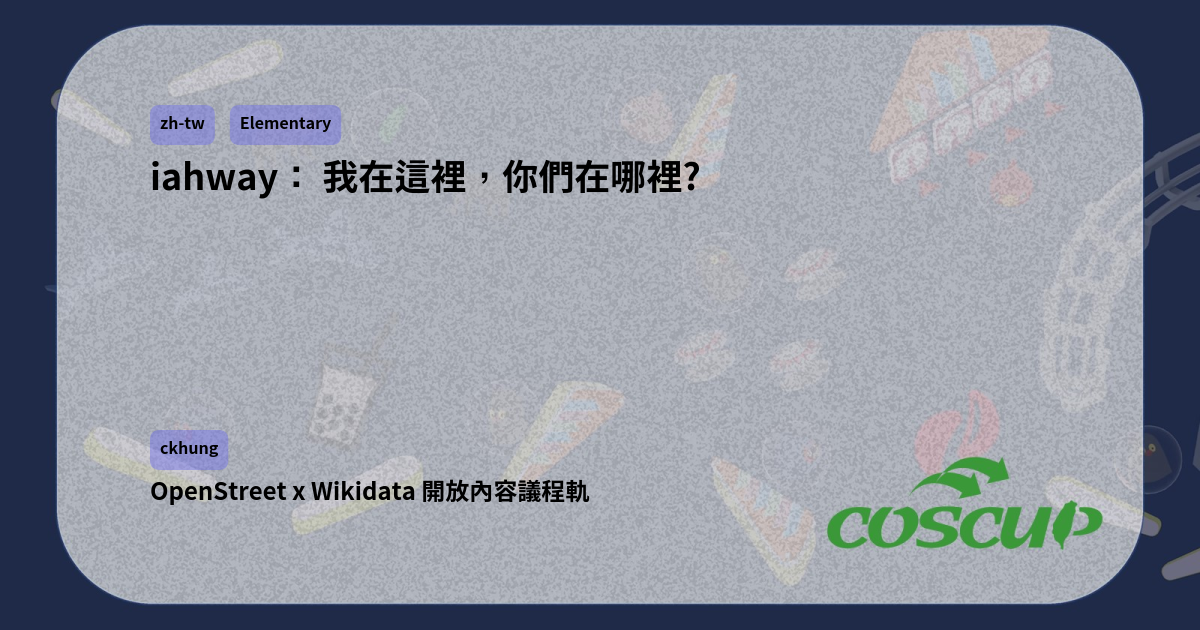 zh-tw Elementary
iahway： 我在這裡，你們在哪裡?
ckhung
OpenStreet x Wikidata 開放內容議程軌
COSCUP